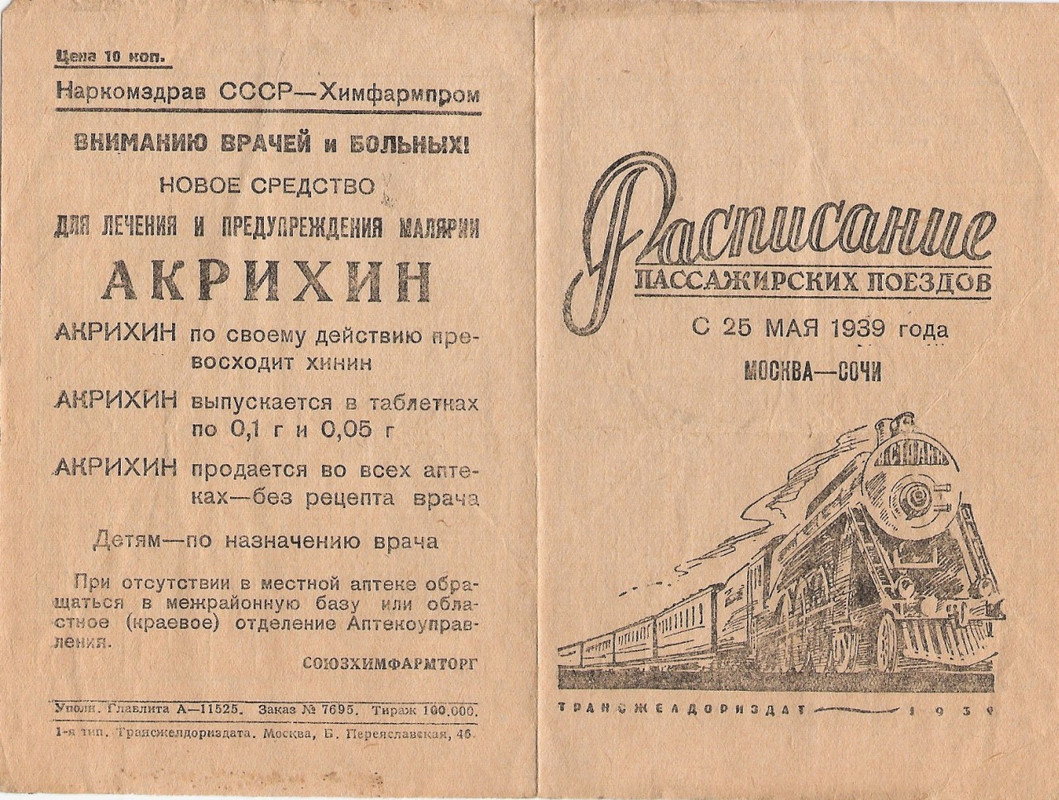 Цена 10 коп.
Наркомздрав СССР—Химфармпром
ВНИМАНИЮ ВРАЧЕЙ и БОЛЬНЫХ!
НОВОЕ СРЕДСТВО
ДЛЯ ЛЕЧЕНИЯ И ПРЕДУПРЕЖДЕНИЯ МАЛЯРИИ
АКРИХИН
АКРИХИН по своему действию пре-
восходит хинин
АКРИХИН выпускается в таблетках
по 0,1 г и 0,05 г
АКРИХИН продается во всех апте-
ках—без рецепта врача
Детям—по назначению врача
При отсутствии в местной аптеке обра-
щаться в межрайонную базу или обла-
стное (краевое) отделение Аптекоуправ-
ления.
СОЮЗХИМФАРМТОРГ
Уполн. Главлита А—11525. Заказ № 7695. Тираж 100.000.
1-я тип. Трансжелдориздата. Москва, Б. Переяславская, 46.
Расписание
ПАССАЖИРСКИХ ПОЕЗДОВ
С 25 МАЯ 1939 года
МОСКВА—СОЧИ
ТРАНСЖЕЛДОРИЗДАТ — 1939